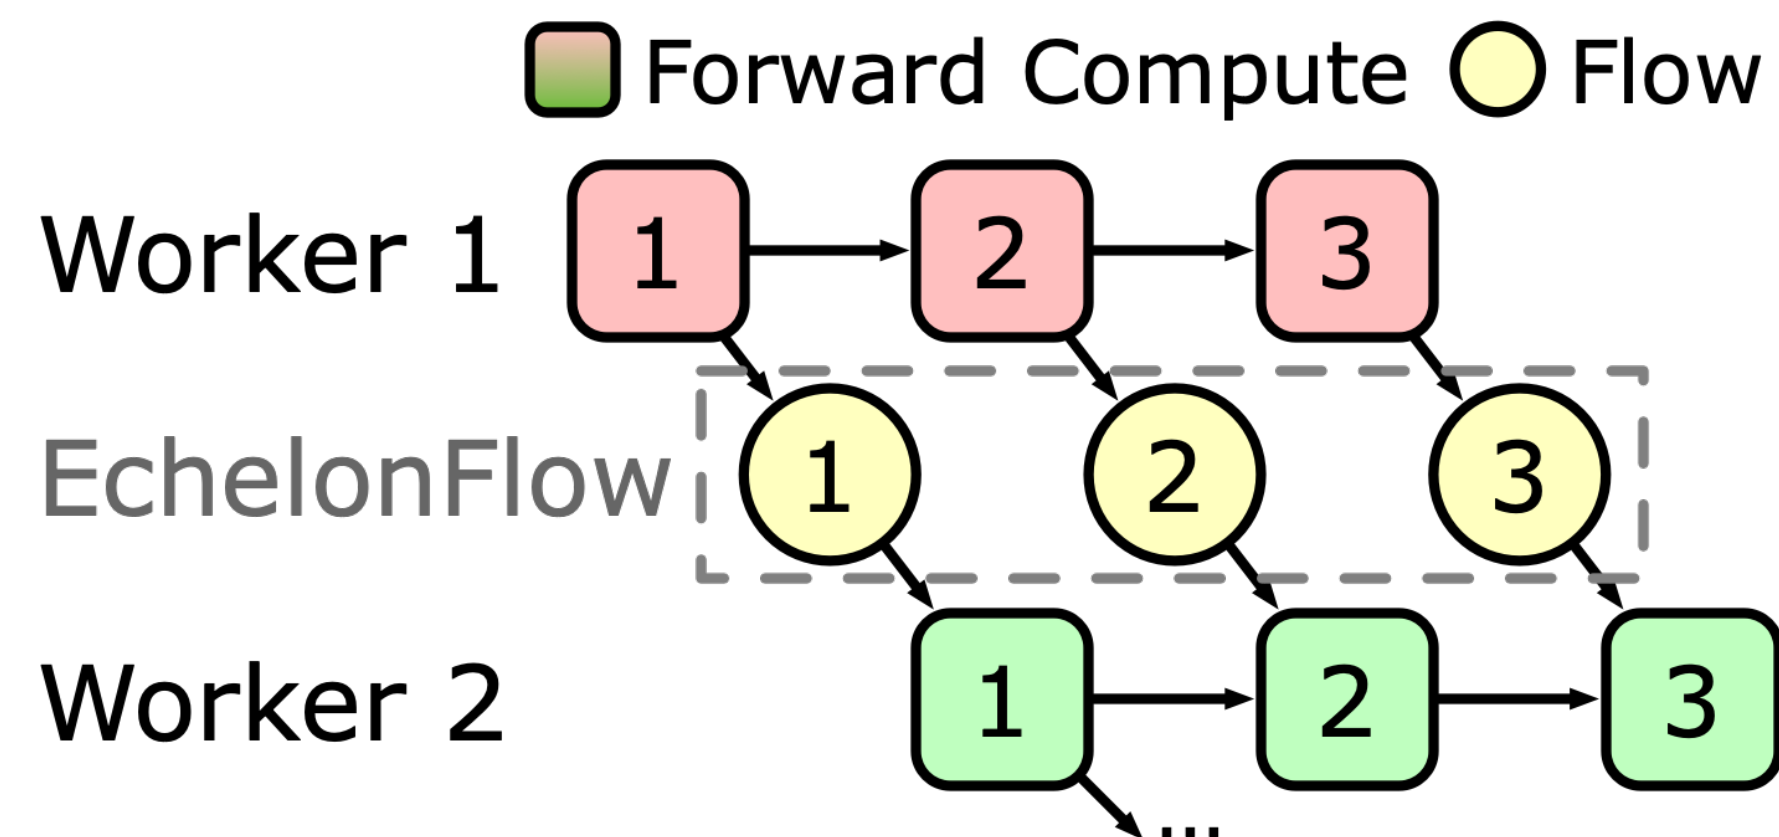 Forward Compute Flow
Worker 1 1 2 3
EchelonFlow 1 2 3
Worker 2 1 2 3
...